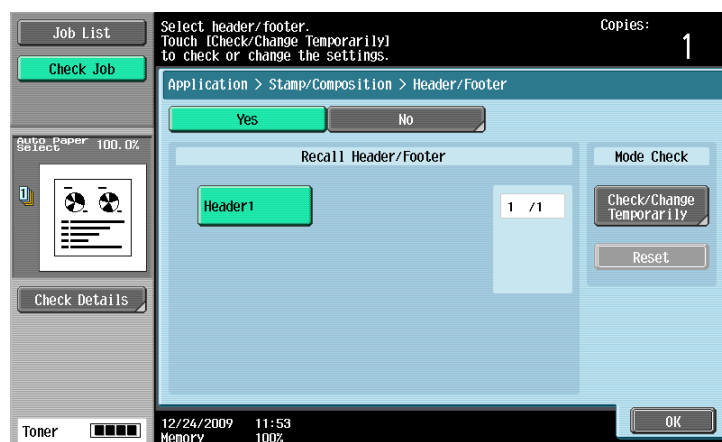 Job List
Check Job
Select header/footer.
Touch [Check/Change Temporarily]
to check or change the settings.
Copies:
1
Application > Stamp/Composition > Header/Footer
Yes
No
Auto Paper
Select
100.0%
1
Recall Header/Footer
Mode Check
Header1
1 /1
Check/Change
Temporarily
Reset
Check Details
Toner
12/24/2009 11:53
Memory 100%
OK